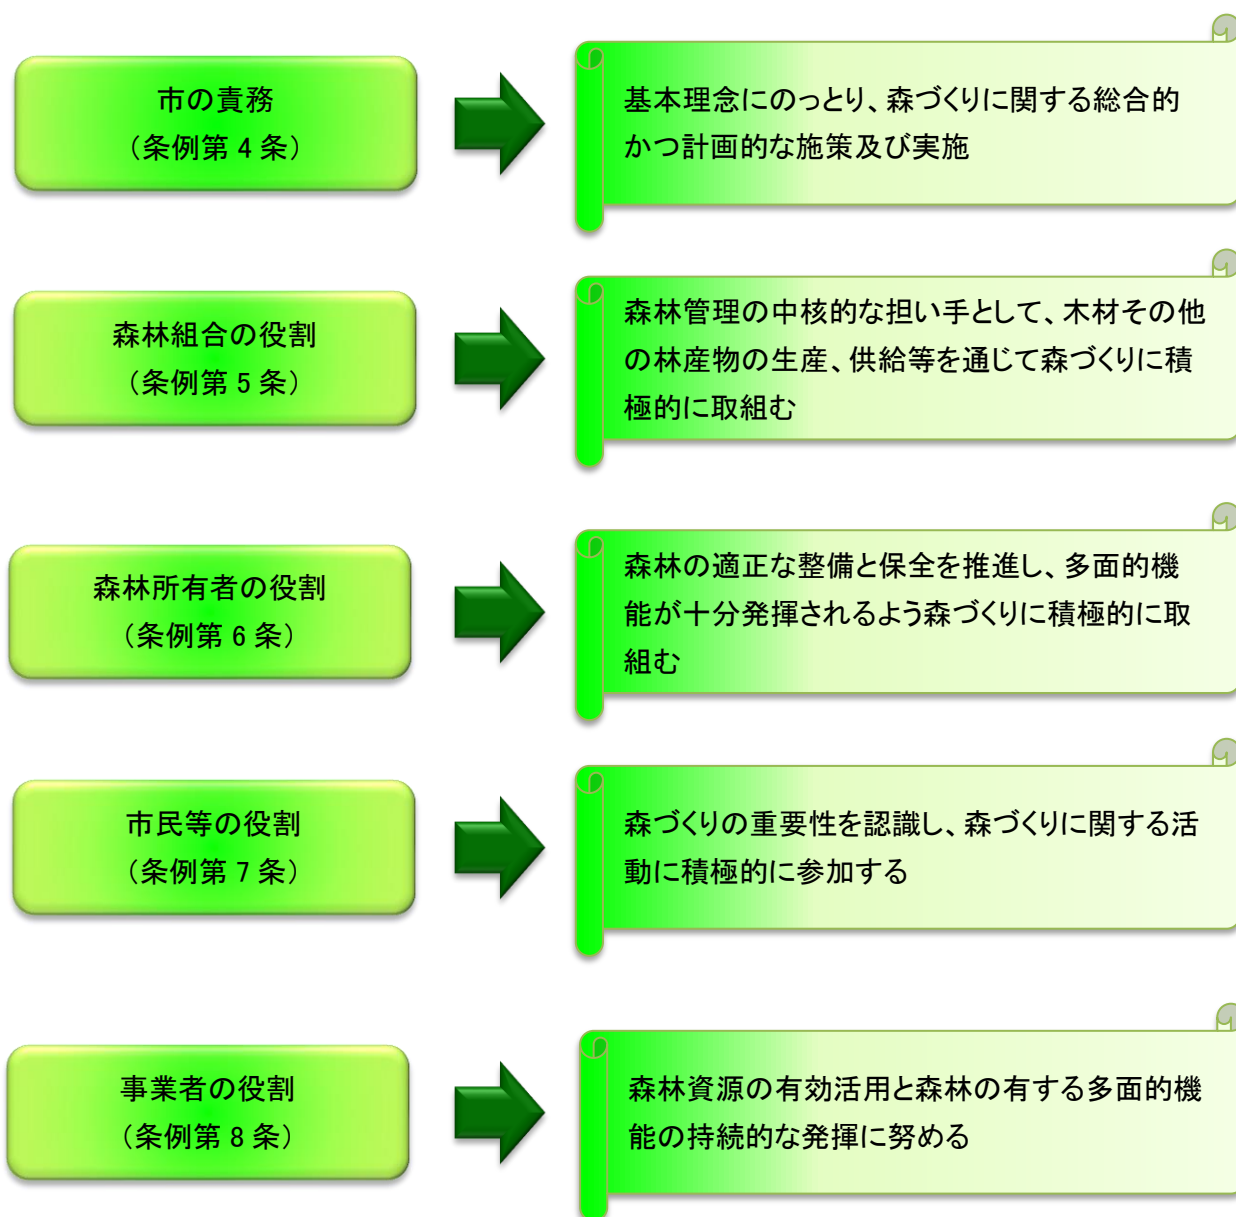 市の責務
（条例第 4 条）
基本理念にのっとり、森づくりに関する総合的
かつ計画的な施策及び実施
森林組合の役割
（条例第 5 条）
森林管理の中核的な担い手として、木材その他
の林産物の生産、供給等を通じて森づくりに積
極的に取組む
森林所有者の役割
（条例第 6 条）
森林の適正な整備と保全を推進し、多面的機
能が十分発揮されるよう森づくりに積極的に取
組む
市民等の役割
（条例第 7 条）
森づくりの重要性を認識し、森づくりに関する活
動に積極的に参加する
事業者の役割
（条例第 8 条）
森林資源の有効活用と森林の有する多面的機
能の持続的な発揮に努める